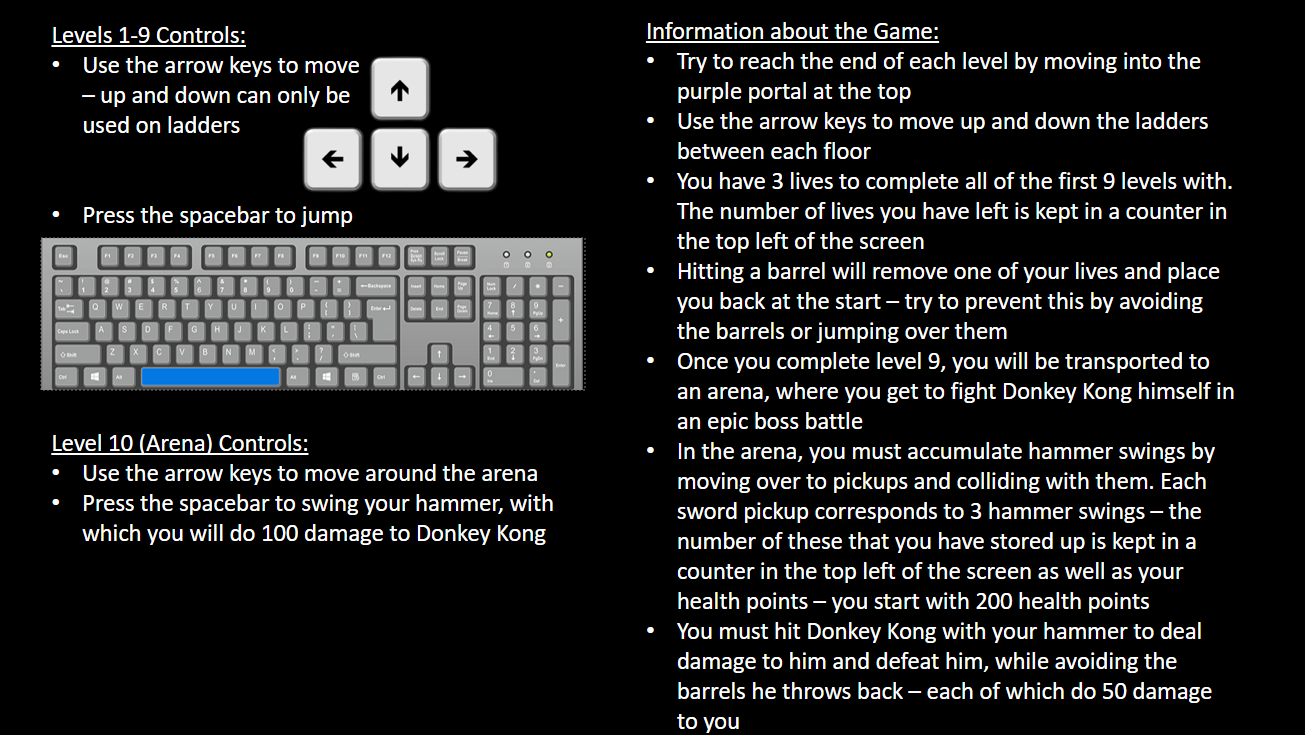 Levels 1-9 Controls:
• Use the arrow keys to move
– up and down can only be
used on ladders
• Press the spacebar to jump
Level 10 (Arena) Controls:
• Use the arrow keys to move around the arena
• Press the spacebar to swing your hammer, with
which you will do 100 damage to Donkey Kong
Information about the Game:
• Try to reach the end of each level by moving into the
purple portal at the top
• Use the arrow keys to move up and down the ladders
between each floor
• You have 3 lives to complete all of the first 9 levels with.
The number of lives you have left is kept in a counter in
the top left of the screen
• Hitting a barrel will remove one of your lives and place
you back at the start – try to prevent this by avoiding
the barrels or jumping over them
• Once you complete level 9, you will be transported to
an arena, where you get to fight Donkey Kong himself in
an epic boss battle
• In the arena, you must accumulate hammer swings by
moving over to pickups and colliding with them. Each
sword pickup corresponds to 3 hammer swings – the
number of these that you have stored up is kept in a
counter in the top left of the screen as well as your
health points – you start with 200 health points
• You must hit Donkey Kong with your hammer to deal
damage to him and defeat him, while avoiding the
barrels he throws back – each of which do 50 damage
to you